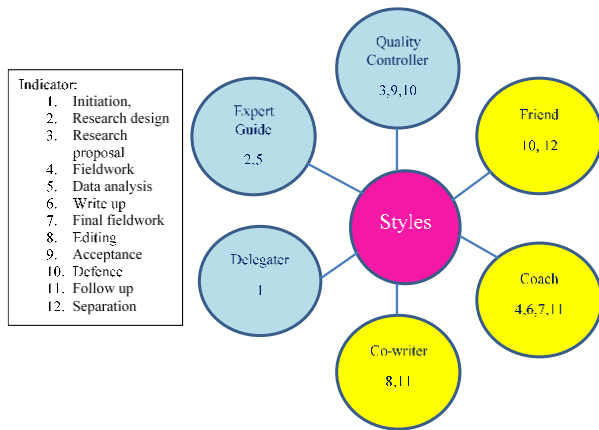 Indicator:
1. Initiation,
2. Research design
3. Research
proposal
4. Fieldwork
5. Data analysis
6. Write up
7. Final fieldwork
8. Editing
9. Acceptance
10. Defence
11. Follow up
12. Separation
Quality
Controller
3,9,10
Expert
Guide
2,5
Friend
10, 12
Styles
Delegater
1
Coach
4,6,7,11
Co-writer
8,11